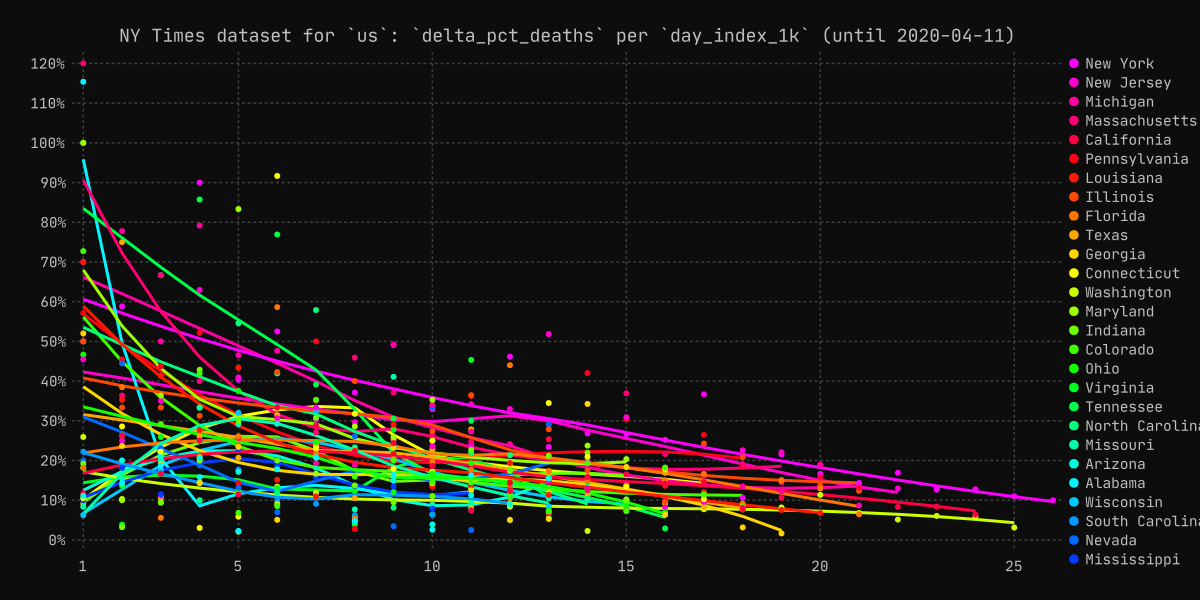 NY Times dataset for `us`: `delta_pct_deaths` per `day_index_1k` (until 2020-04-11)
120%
110%
100%
90%
80%
70%
60%
50%
40%
30%
20%
10%
0%
1
5
10
15
20
25
New York
New Jersey
Michigan
Massachusetts
California
Pennsylvania
Louisiana
Illinois
Florida
Texas
Georgia
Connecticut
Washington
Maryland
Indiana
Colorado
Ohio
Virginia
Tennessee
North Carolina
Missouri
Arizona
Alabama
Wisconsin
South Carolina
Nevada
Mississippi